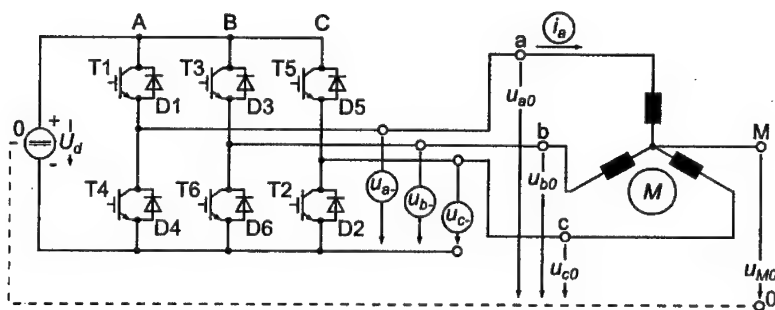 A B C
a i_a
T1 T3 T5
D1 D3 D5
0 + U_d -
u_a0
b M
u_a- u_b- u_c-
u_b0
M
T4 T6 T2
D4 D6 D2
c
u_c0 u_M0
0 0